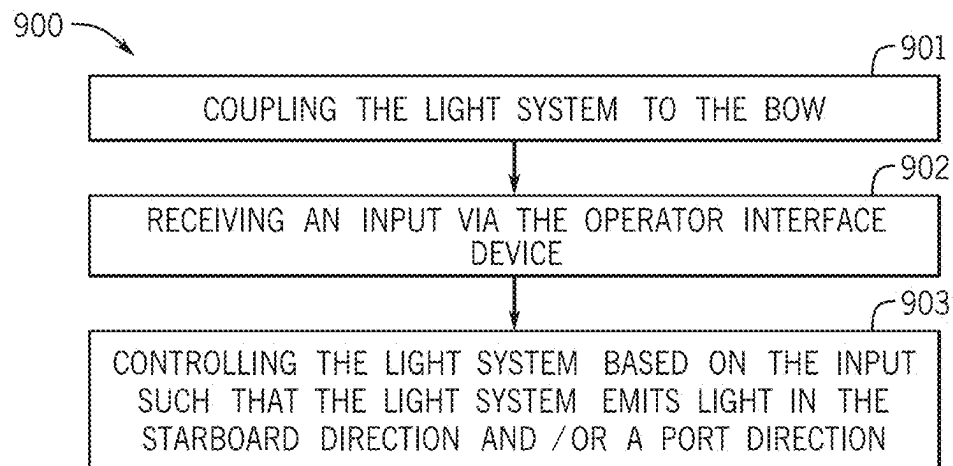 900
901
COUPLING THE LIGHT SYSTEM TO THE BOW
902
RECEIVING AN INPUT VIA THE OPERATOR INTERFACE
DEVICE
903
CONTROLLING THE LIGHT SYSTEM BASED ON THE INPUT
SUCH THAT THE LIGHT SYSTEM EMITS LIGHT IN THE
STARBOARD DIRECTION AND /OR A PORT DIRECTION